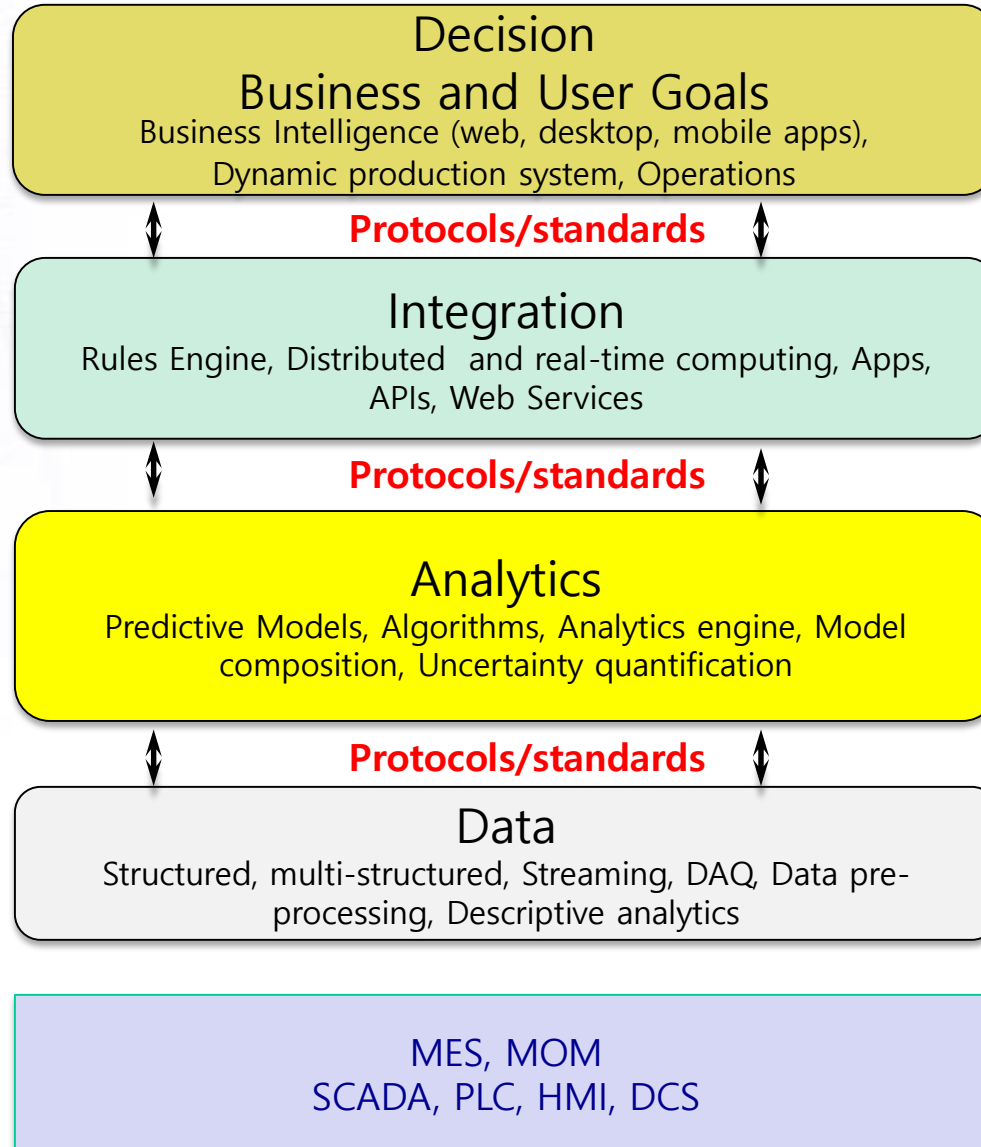 Decision
Business and User Goals
Business Intelligence (web, desktop, mobile apps),
Dynamic production system, Operations
Protocols/standards
Integration
Rules Engine, Distributed and real-time computing, Apps,
APIs, Web Services
Protocols/standards
Analytics
Predictive Models, Algorithms, Analytics engine, Model
composition, Uncertainty quantification
Protocols/standards
Data
Structured, multi-structured, Streaming, DAQ, Data pre-
processing, Descriptive analytics
MES, MOM
SCADA, PLC, HMI, DCS